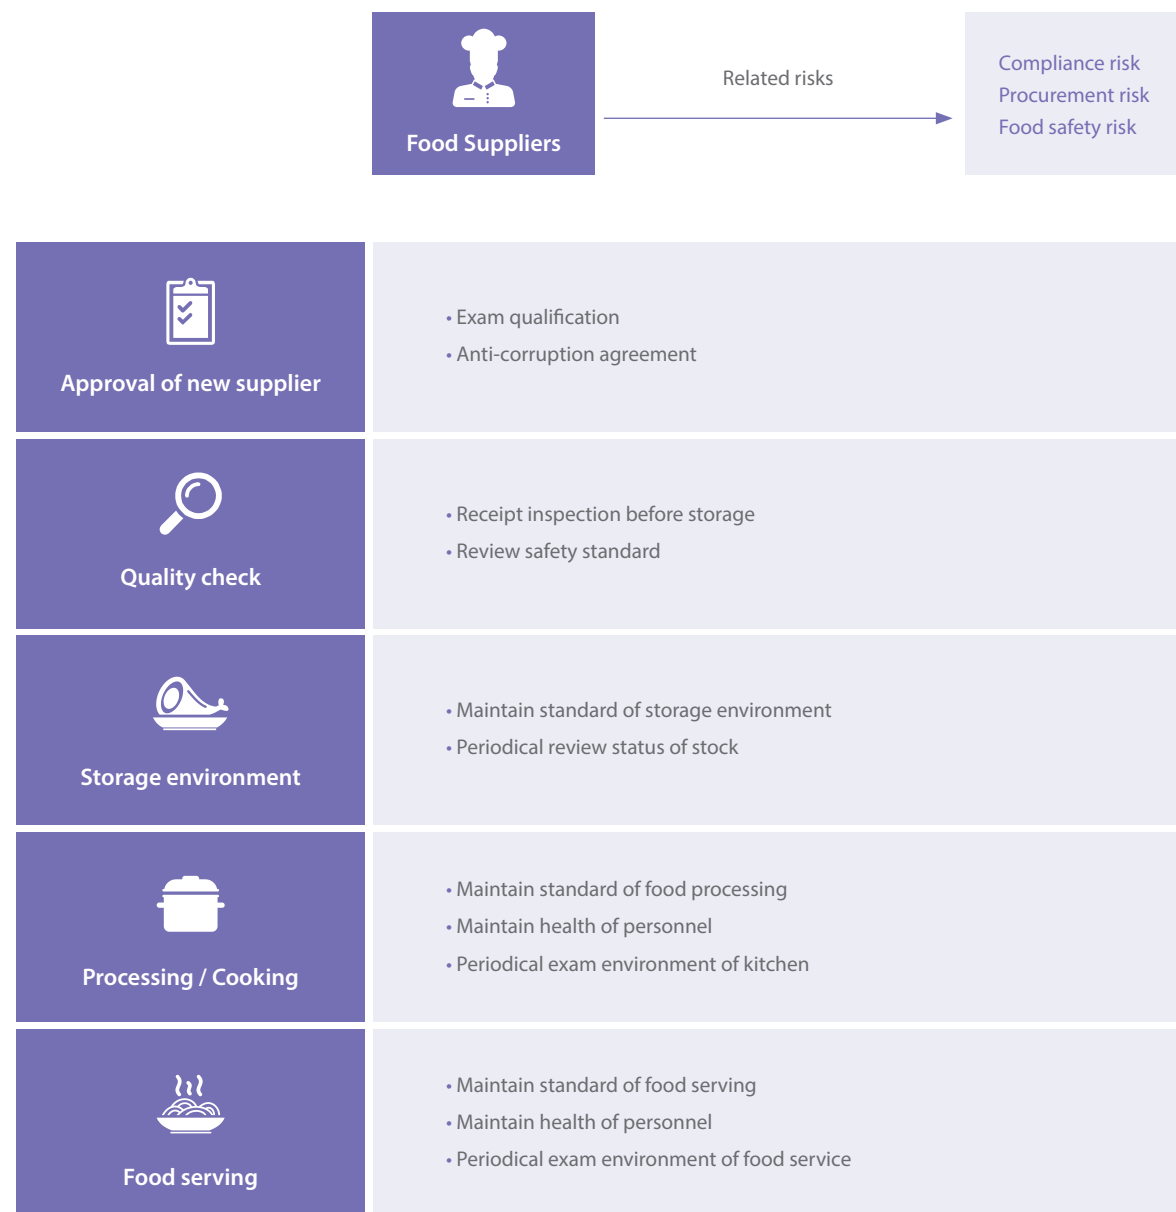 Food Suppliers
Related risks
Compliance risk
Procurement risk
Food safety risk
Approval of new supplier
• Exam qualification
• Anti-corruption agreement
Quality check
• Receipt inspection before storage
• Review safety standard
Storage environment
• Maintain standard of storage environment
• Periodical review status of stock
Processing / Cooking
• Maintain standard of food processing
• Maintain health of personnel
• Periodical exam environment of kitchen
Food serving
• Maintain standard of food serving
• Maintain health of personnel
• Periodical exam environment of food service